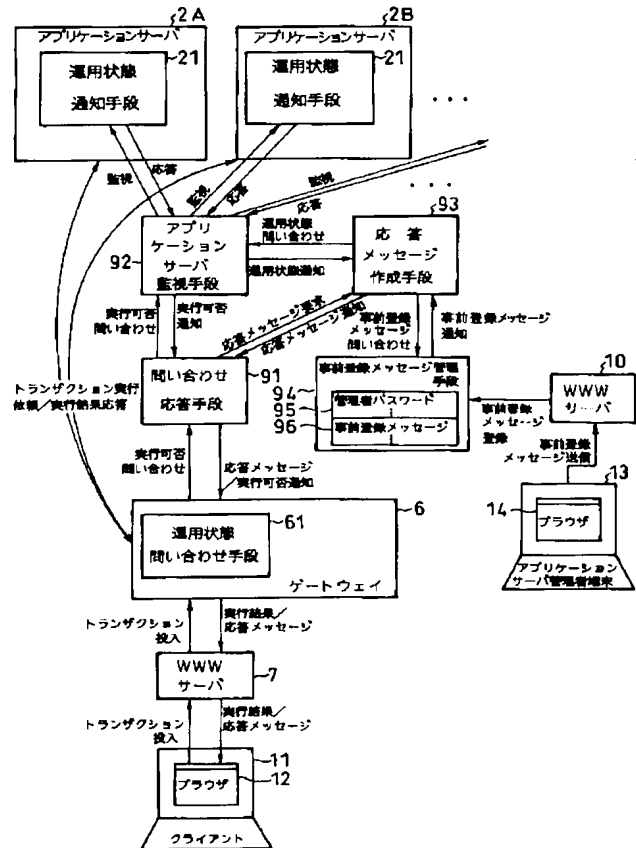 2A
2B
アプリケーションサーバ
アプリケーションサーバ
21
21
運用状態
通知手段
運用状態
通知手段
・・・
監視
応答
監視
応答
監視
応答
・・・
93
92
アプリ
ケーション
サーバ
監視手段
運用状態
問い合わせ
運用状態通知
応答
メッセージ
作成手段
実行可否
問い合わせ
実行可否
通知
応答メッセージ要求
応答メッセージ通知
事前登録
メッセージ
問い合わせ
事前登録メッセージ
通知
トランザクション実行
依頼/実行結果応答
問い合わせ
応答手段
91
94
事前登録メッセージ管理
手段
95
管理者パスワード
96
事前登録メッセージ
10
WWW
サーバ
事前登録
メッセージ
登録
実行可否
問い合わせ
応答メッセージ
実行可否通知
事前登録
メッセージ送信
13
14
ブラウザ
アプリケーション
サーバ管理者端末
6
61
運用状態
問い合わせ手段
ゲートウェイ
トランザクション
投入
実行結果/
応答メッセージ
WWW
サーバ
7
トランザクション
投入
実行結果/
応答メッセージ
11
12
ブラウザ
クライアント